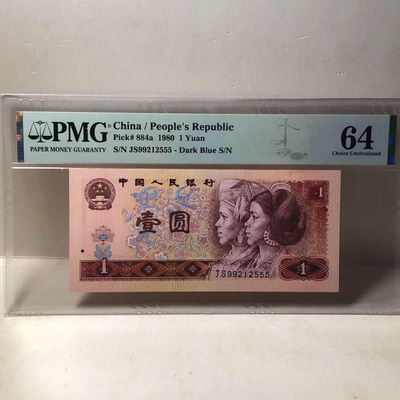 PMG
PAPER MONEY GUARANTY
China / People's Republic
Pick# 884a 1980 1 Yuan
S/N JS99212555 - Dark Blue S/N
64
Choice Uncirculated
中国人民银行
1
壹圆
1
JS99212555
1